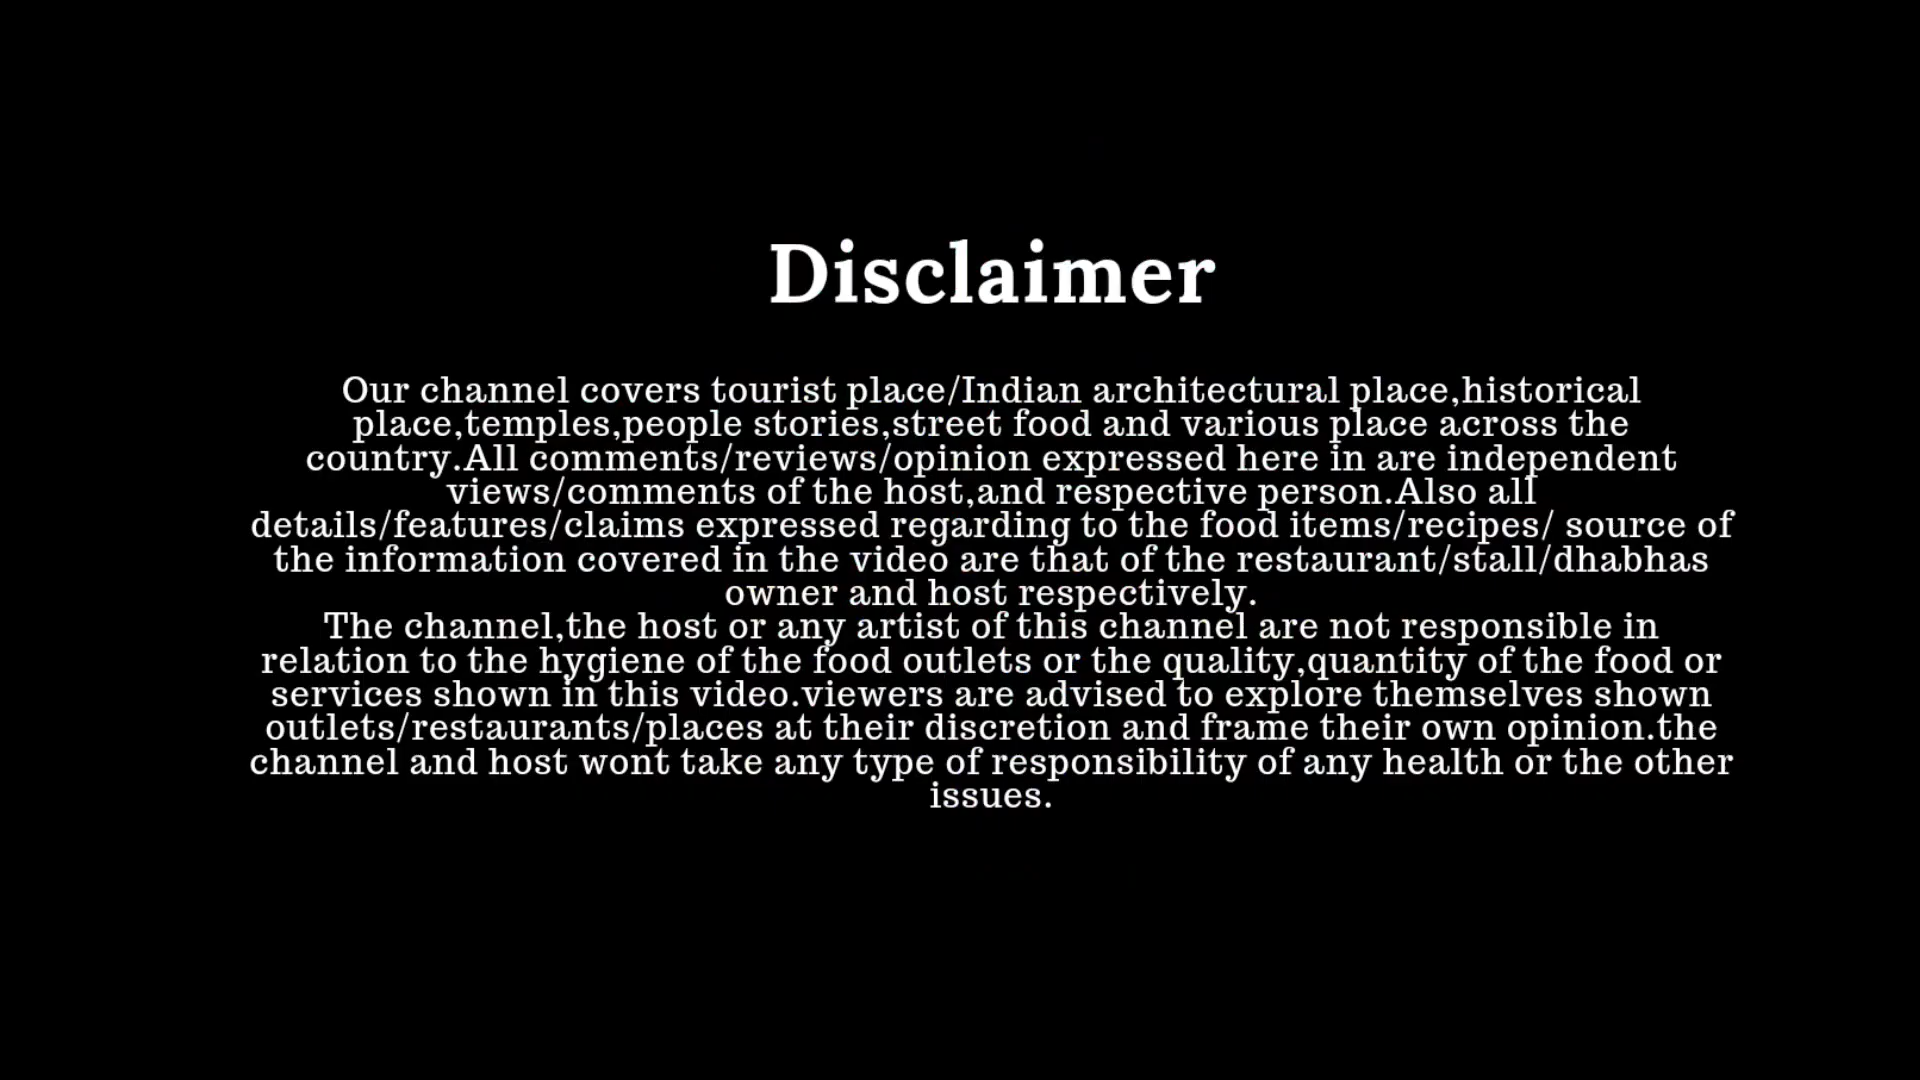 Disclaimer
Our channel covers tourist place/Indian architectural place,historical
place,temples,people stories,street food and various place across the
country.All comments/reviews/opinion expressed here in are independent
views/comments of the host,and respective person.Also all
details/features/claims expressed regarding to the food items/recipes/ source of
the information covered in the video are that of the restaurant/stall/dhabhas
owner and host respectively.
The channel,the host or any artist of this channel are not responsible in
relation to the hygiene of the food outlets or the quality,quantity of the food or
services shown in this video.viewers are advised to explore themselves shown
outlets/restaurants/places at their discretion and frame their own opinion.the
channel and host wont take any type of responsibility of any health or the other
issues.